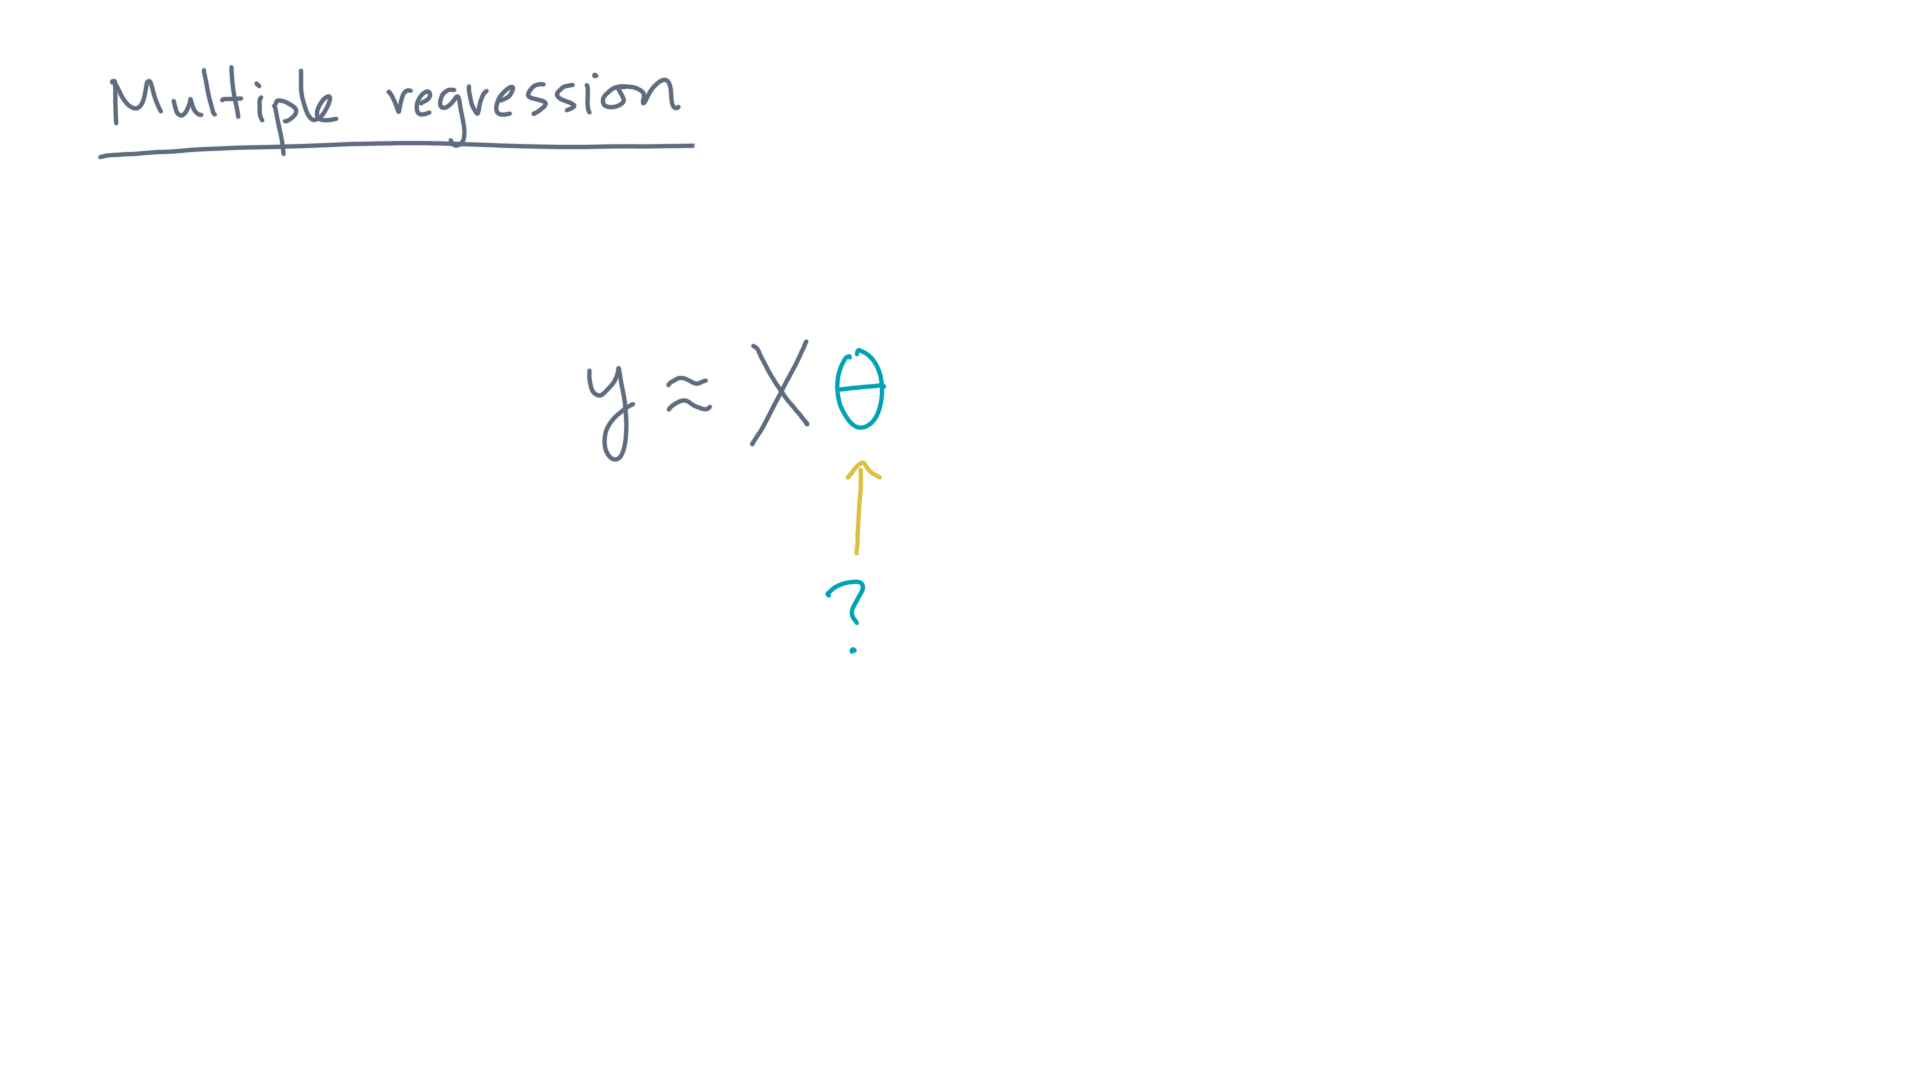 Multiple regression
y ≈ Xθ
?